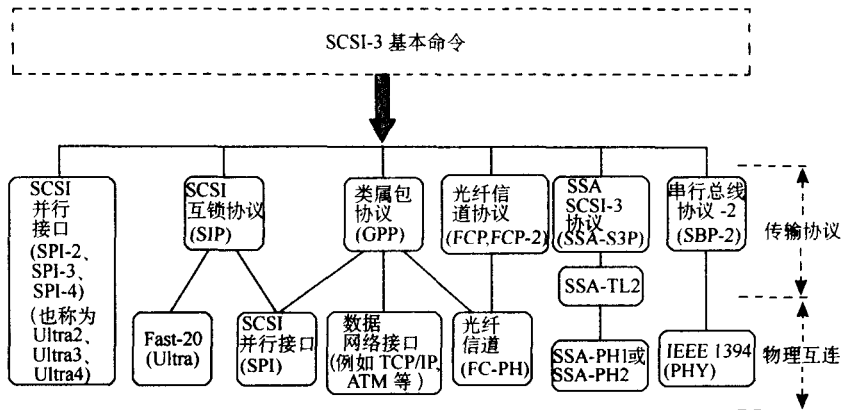 SCSI-3 基本命令
SCSI
并行
接口
(SPI-2、
SPI-3、
SPI-4)
(也称为
Ultra2、
Ultra3、
Ultra4)
SCSI
互锁协议
(SIP)
类属包
协议
(GPP)
光纤信
道协议
(FCP,FCP-2)
SSA
SCSI-3
协议
(SSA-S3P)
串行总线
协议 -2
(SBP-2)
传输协议
SSA-TL2
Fast-20
(Ultra)
SCSI
并行接口
(SPI)
数据
网络接口
(例如 TCP/IP,
ATM 等 )
光纤
信道
(FC-PH)
SSA-PH1或
SSA-PH2
IEEE 1394
(PHY)
物理互连